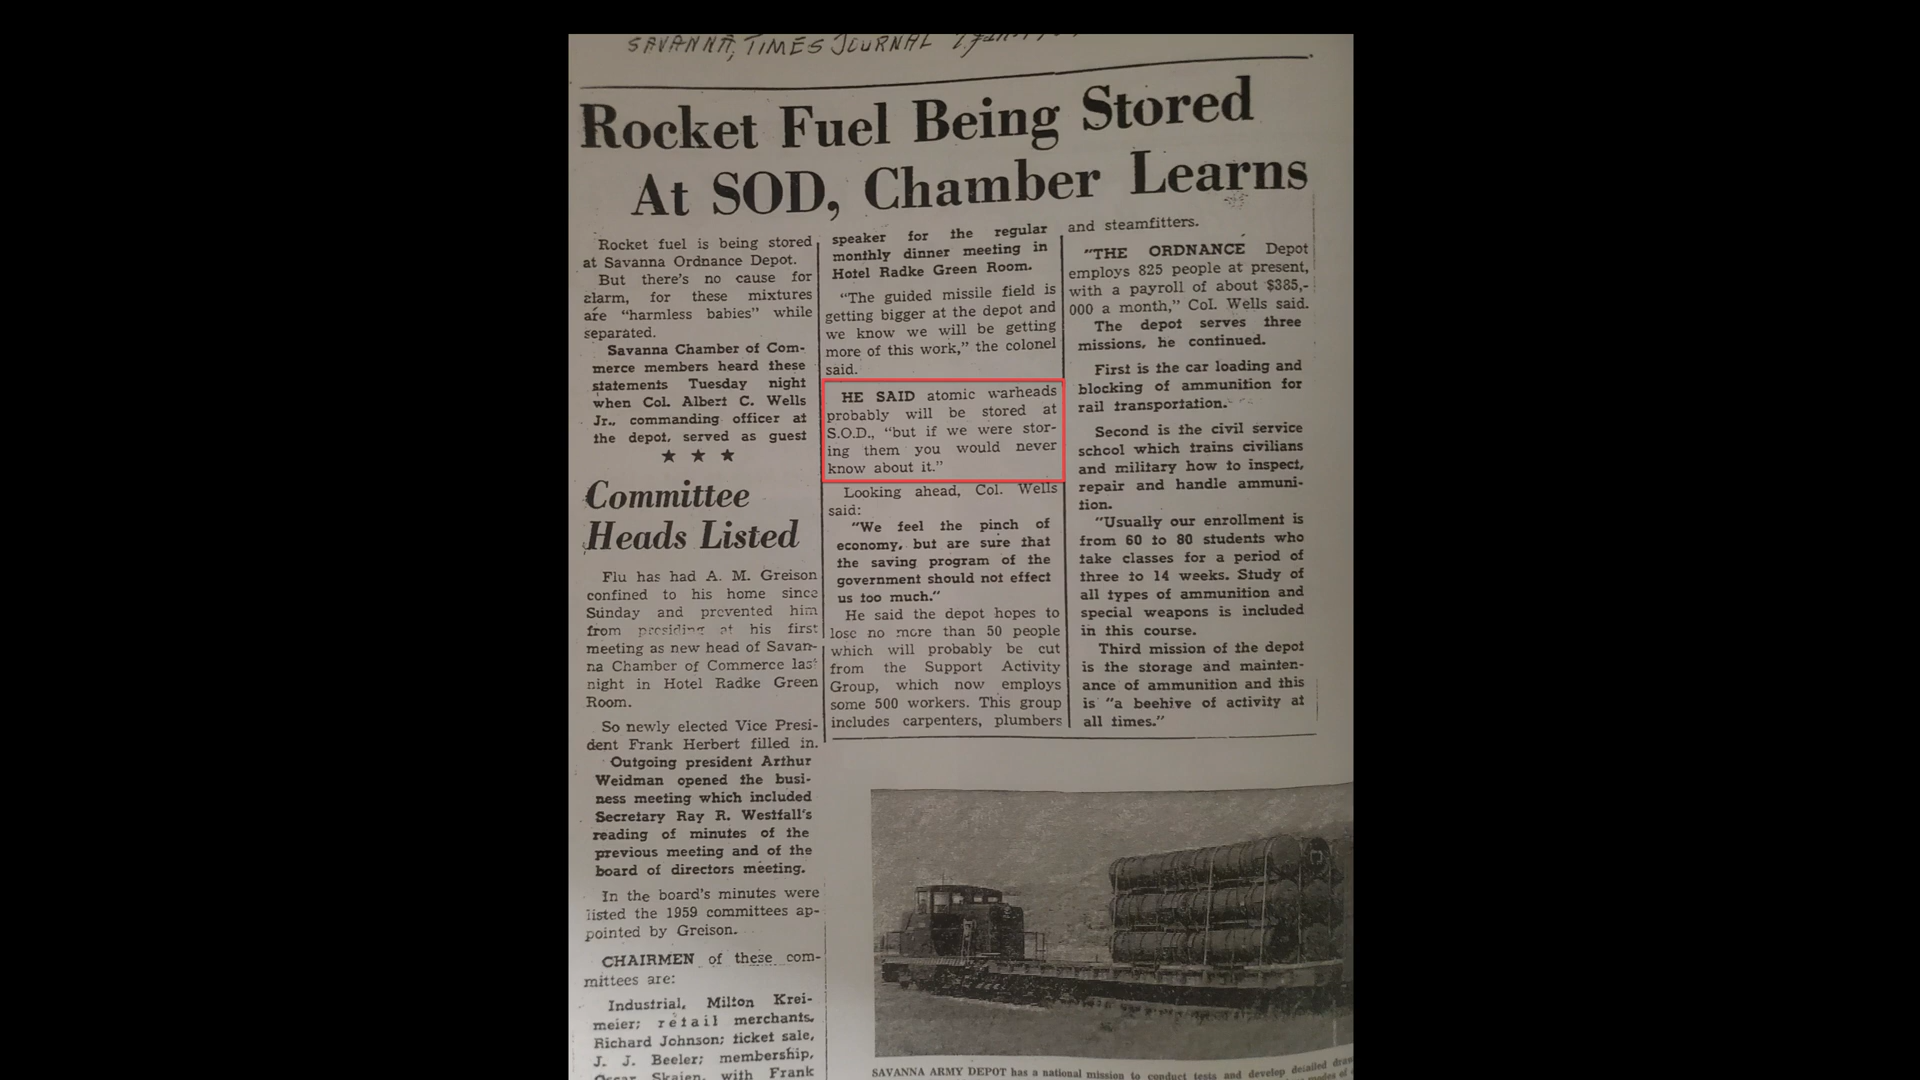 SAVANNA, TIMES JOURNAL
Rocket Fuel Being Stored
At SOD, Chamber Learns
Rocket fuel is being stored
at Savanna Ordnance Depot.
But there's no cause for
alarm, for these mixtures
are "harmless babies" while
separated.
Savanna Chamber of Com-
merce members heard these
statements Tuesday night
when Col. Albert C. Wells
Jr., commanding officer at
the depot, served as guest
★ ★ ★
Committee
Heads Listed
Flu has had A. M. Greison
confined to his home since
Sunday and prevented him
from presiding at his first
meeting as new head of Savan-
na Chamber of Commerce last
night in Hotel Radke Green
Room.
So newly elected Vice Presi-
dent Frank Herbert filled in.
Outgoing president Arthur
Weidman opened the busi-
ness meeting which included
Secretary Ray R. Westfall's
reading of minutes of the
previous meeting and of the
board of directors meeting.
In the board's minutes were
listed the 1959 committees ap-
pointed by Greison.
CHAIRMEN of these com-
mittees are:
Industrial, Milton Krei-
meier; retail merchants,
Richard Johnson; ticket sale,
J. J. Beeler; membership,
Oscar Skajen, with Frank
speaker for the regular
monthly dinner meeting in
Hotel Radke Green Room.
"The guided missile field is
getting bigger at the depot and
we know we will be getting
more of this work," the colonel
said.
HE SAID atomic warheads
probably will be stored at
S.O.D., "but if we were stor-
ing them you would never
know about it."
Looking ahead, Col. Wells
said:
"We feel the pinch of
economy, but are sure that
the saving program of the
government should not effect
us too much."
He said the depot hopes to
lose no more than 50 people
which will probably be cut
from the Support Activity
Group, which now employs
some 500 workers. This group
includes carpenters, plumbers
and steamfitters.
"THE ORDNANCE Depot
employs 825 people at present,
with a payroll of about $385,-
000 a month," Col. Wells said.
The depot serves three
missions, he continued.
First is the car loading and
blocking of ammunition for
rail transportation.
Second is the civil service
school which trains civilians
and military how to inspect,
repair and handle ammuni-
tion.
"Usually our enrollment is
from 60 to 80 students who
take classes for a period of
three to 14 weeks. Study of
all types of ammunition and
special weapons is included
in this course.
Third mission of the depot
is the storage and mainten-
ance of ammunition and this
is "a beehive of activity at
all times."
SAVANNA ARMY DEPOT has a national mission to conduct tests and develop detailed